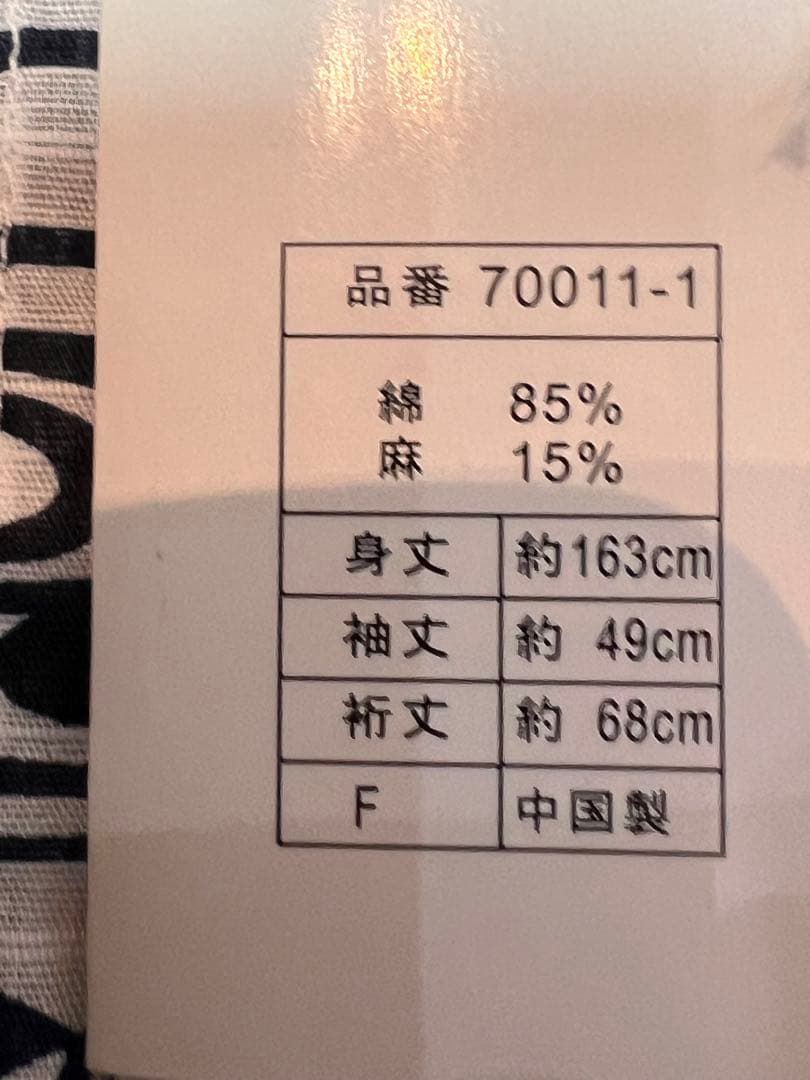 品番 70011-1
綿 85%
麻 15%
身丈 約163cm
袖丈 約 49cm
裄丈 約 68cm
F 中国製